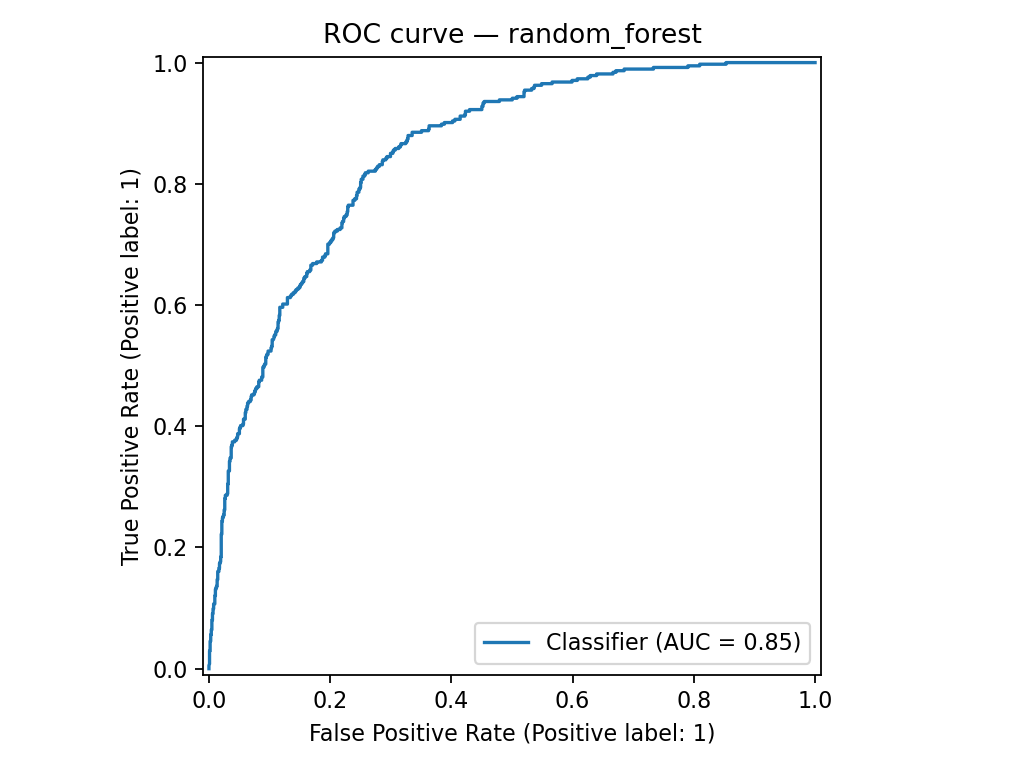 ROC curve — random_forest
True Positive Rate (Positive label: 1)
1.0
0.8
0.6
0.4
0.2
0.0
Classifier (AUC = 0.85)
0.0 0.2 0.4 0.6 0.8 1.0
False Positive Rate (Positive label: 1)